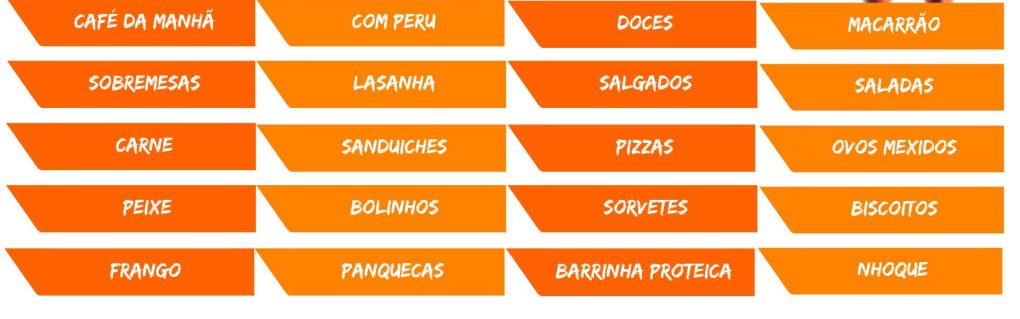 CAFÉ DA MANHÃ
COM PERU
DOCES
MACARRÃO
SOBREMESAS
LASANHA
SALGADOS
SALADAS
CARNE
SANDUICHES
PIZZAS
OVOS MEXIDOS
PEIXE
BOLINHOS
SORVETES
BISCOITOS
FRANGO
PANQUECAS
BARRINHA PROTEICA
NHOQUE